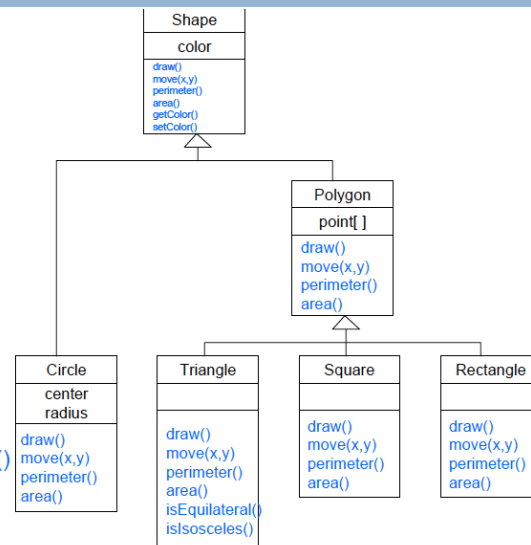 Shape
color
draw()
move(x,y)
perimeter()
area()
getColor()
setColor()
Polygon
point[ ]
draw()
move(x,y)
perimeter()
area()
Circle
center
radius
draw()
)
move(x,y)
perimeter()
area()
Triangle
draw()
move(x,y)
perimeter()
area()
isEquilateral()
isIsosceles()
Square
draw()
move(x,y)
perimeter()
area()
Rectangle
draw()
move(x,y)
perimeter()
area()